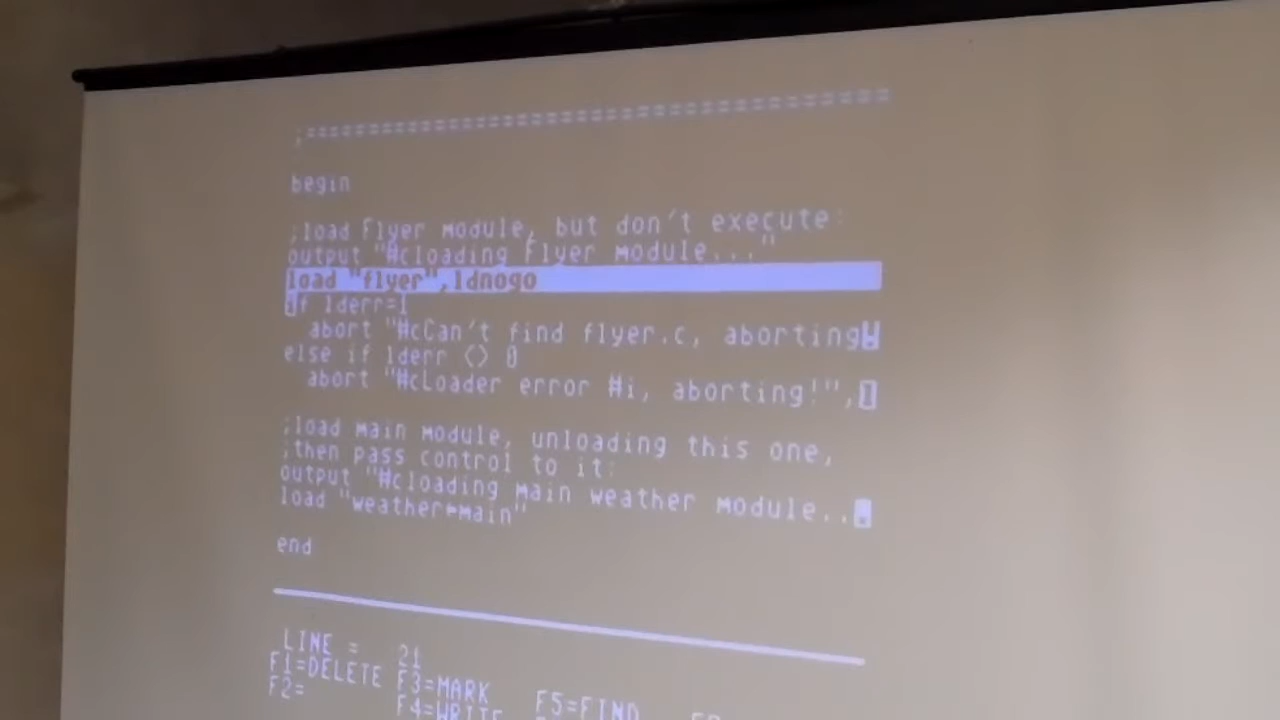 ;==========================================
begin
;load Flyer module, but don't execute:
output "#cloading Flyer module..."
load "flyer",ldnogo
if lderr=1
abort "#cCan't find flyer.c, aborting!
else if lderr <> 0
abort "#cLoader error #i, aborting!",
;load main module, unloading this one,
;then pass control to it:
output "#cloading main weather module...
load "weather-main"
end
LINE = 21
F1=DELETE F3=MARK F5=FIND
F2= F4=WRITE